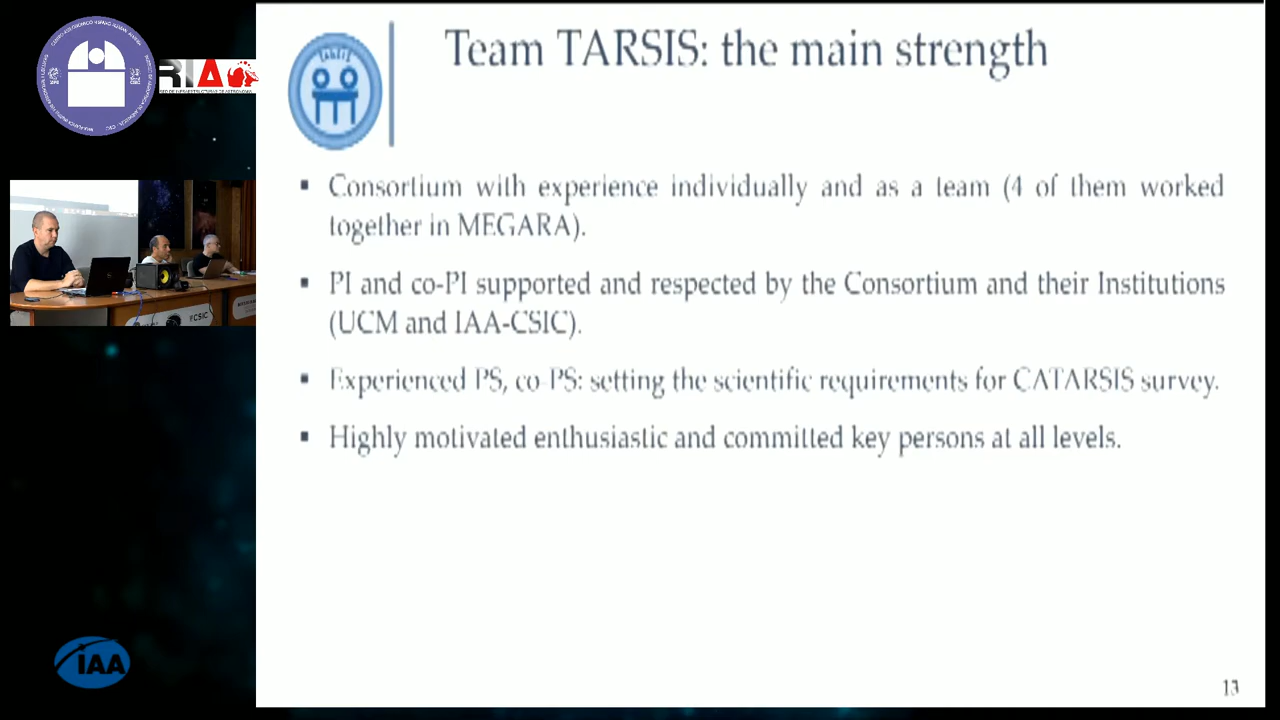 Team TARSIS: the main strength
RIA
▪ Consortium with experience individually and as a team (4 of them worked
together in MEGARA).
▪ PI and co-PI supported and respected by the Consortium and their Institutions
(UCM and IAA-CSIC).
▪ Experienced PS, co-PS: setting the scientific requirements for CATARSIS survey.
▪ Highly motivated enthusiastic and committed key persons at all levels.
CSIC
IAA
13